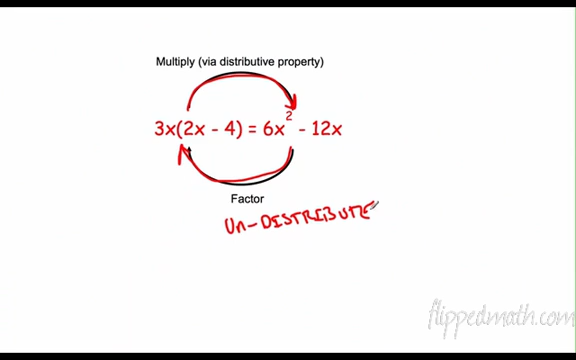 Multiply (via distributive property)
3x(2x - 4) = 6x² - 12x
Factor
Un-DISTRIBUTE
flippedmath.com